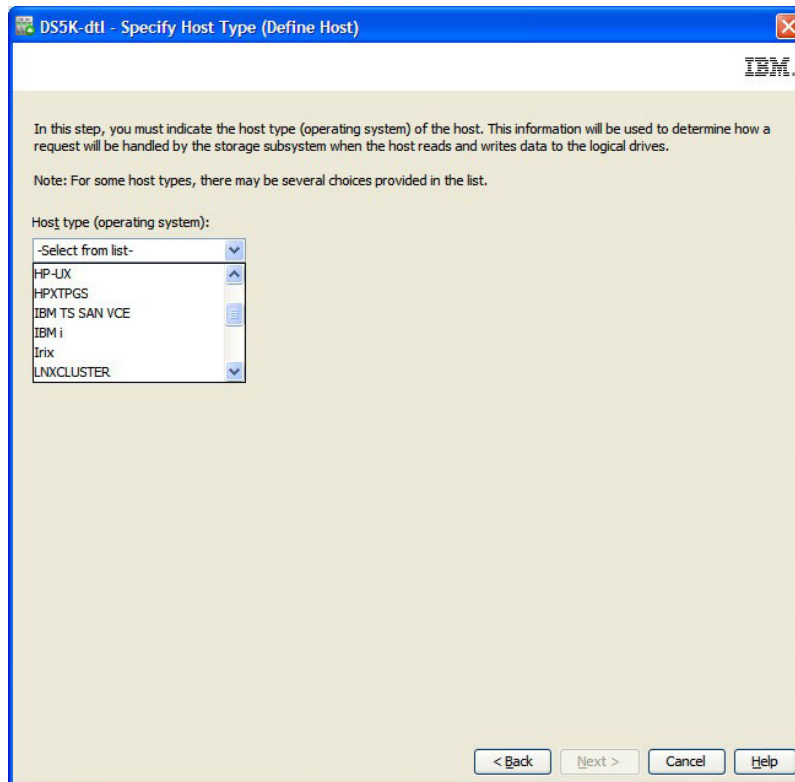 DS5K-dtl - Specify Host Type (Define Host)
IBM.
In this step, you must indicate the host type (operating system) of the host. This information will be used to determine how a
request will be handled by the storage subsystem when the host reads and writes data to the logical drives.
Note: For some host types, there may be several choices provided in the list.
Host type (operating system):
-Select from list-
HP-UX
HPXTPGS
IBM TS SAN VCE
IBM i
Irix
LNXCLUSTER
< Back Next > Cancel Help